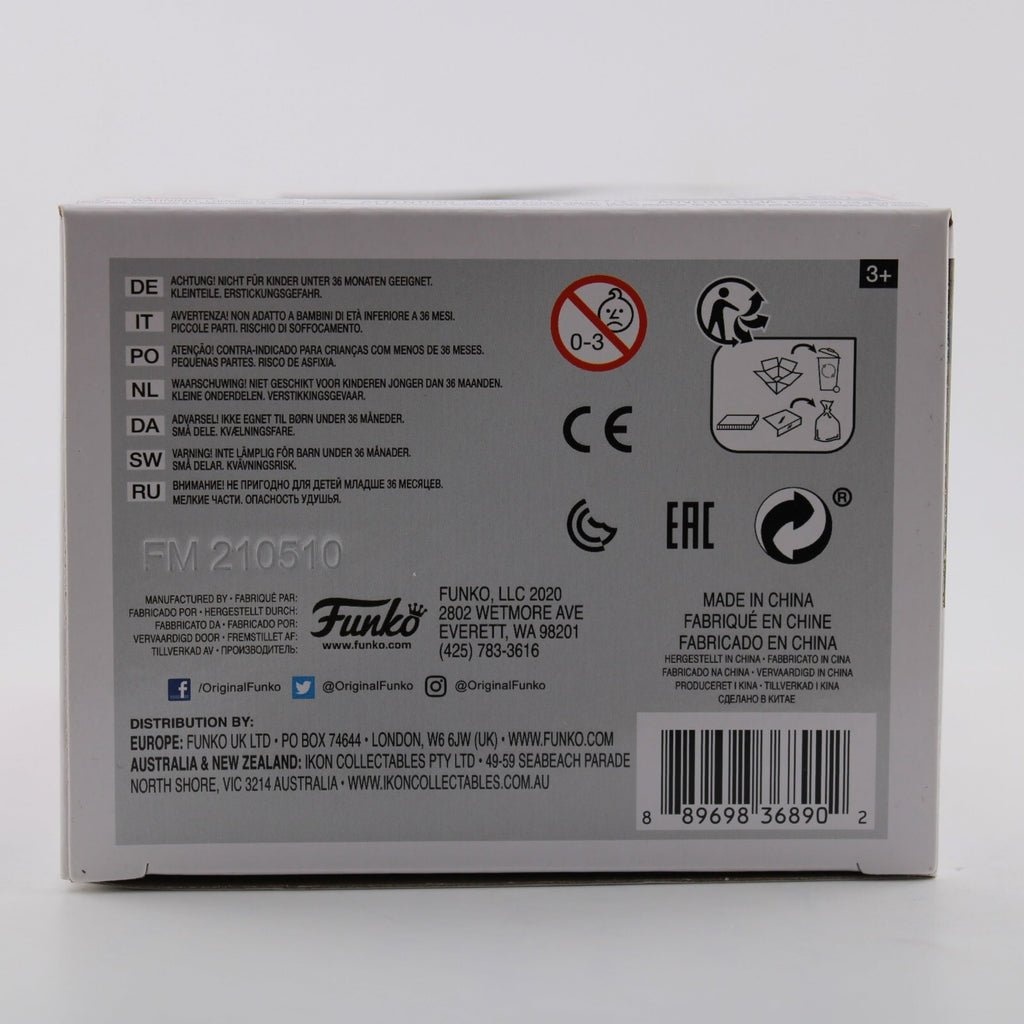 3+
DE ACHTUNG! NICHT FÜR KINDER UNTER 36 MONATEN GEEIGNET.
KLEINTEILE. ERSTICKUNGSGEFAHR.
IT AVVERTENZA! NON ADATTO A BAMBINI DI ETÀ INFERIORE A 36 MESI.
PICCOLE PARTI. RISCHIO DI SOFFOCAMENTO.
PO ATENÇÃO! CONTRA-INDICADO PARA CRIANÇAS COM MENOS DE 36 MESES.
PEQUENAS PARTES. RISCO DE ASFIXIA.
NL WAARSCHUWING! NIET GESCHIKT VOOR KINDEREN JONGER DAN 36 MAANDEN.
KLEINE ONDERDELEN. VERSTIKKINGSGEVAAR.
DA ADVARSEL! IKKE EGNET TIL BØRN UNDER 36 MÅNEDER.
SMÅ DELE. KVÆLNINGSFARE.
SW VARNING! INTE LÄMPLIG FÖR BARN UNDER 36 MÅNADER.
SMÅ DELAR. KVÄVNINGSRISK.
RU ВНИМАНИЕ! НЕ ПРИГОДНО ДЛЯ ДЕТЕЙ МЛАДШЕ 36 МЕСЯЦЕВ.
МЕЛКИЕ ЧАСТИ. ОПАСНОСТЬ УДУШЬЯ.
0-3
CE
EAC
®
FM 210510
MANUFACTURED BY • FABRIQUÉ PAR:
FABRICADO POR • HERGESTELLT DURCH:
FABBRICATO DA • FABRICADO POR:
VERVAARDIGD DOOR • FREMSTILLET AF:
TILLVERKAD AV • ПРОИЗВОДИТЕЛЬ:
Funko
www.funko.com
FUNKO, LLC 2020
2802 WETMORE AVE
EVERETT, WA 98201
(425) 783-3616
MADE IN CHINA
FABRIQUÉ EN CHINE
FABRICADO EN CHINA
HERGESTELLT IN CHINA • FABBRICATO IN CINA
FABRICADO NA CHINA • VERVAARDIGD IN CHINA
PRODUCERET I KINA • TILLVERKAD I KINA
СДЕЛАНО В КИТАЕ
/OriginalFunko @OriginalFunko @OriginalFunko
DISTRIBUTION BY:
EUROPE: FUNKO UK LTD • PO BOX 74644 • LONDON, W6 6JW (UK) • WWW.FUNKO.COM
AUSTRALIA & NEW ZEALAND: IKON COLLECTABLES PTY LTD • 49-59 SEABEACH PARADE
NORTH SHORE, VIC 3214 AUSTRALIA • WWW.IKONCOLLECTABLES.COM.AU
8 89698 36890 2